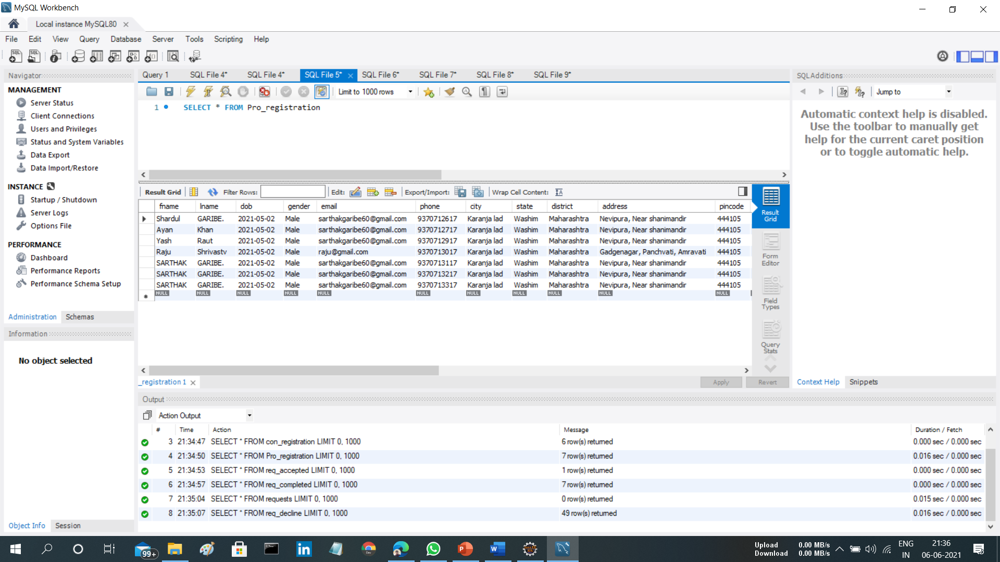 MySQL Workbench
Local instance MySQL80
File Edit View Query Database Server Tools Scripting Help
Navigator
MANAGEMENT
Server Status
Client Connections
Users and Privileges
Status and System Variables
Data Export
Data Import/Restore
INSTANCE
Startup / Shutdown
Server Logs
Options File
PERFORMANCE
Dashboard
Performance Reports
Performance Schema Setup
Administration Schemas
Information
No object selected
Object Info Session
Query 1 SQL File 4* SQL File 4* SQL File 5* SQL File 6* SQL File 7* SQL File 8* SQL File 9*
Limit to 1000 rows
1 SELECT * FROM Pro_registration
Result Grid Filter Rows: Edit: Export/Import: Wrap Cell Content:
fname lname dob gender email phone city state district address pincode
Shardul GARIBE. 2021-05-02 Male sarthakgaribe60@gmail.com 9370712617 Karanja lad Washim Maharashtra Nevipura, Near shanimandir 444105
Ayan Khan 2021-05-02 Male sarthakgaribe60@gmail.com 9370712717 Karanja lad Washim Maharashtra Nevipura, Near shanimandir 444105
Yash Raut 2021-05-02 Male sarthakgaribe60@gmail.com 9370712917 Karanja lad Washim Maharashtra Nevipura, Near shanimandir 444105
Raju Shrivastv 2021-05-02 Male raju@gmail.com 9370713017 Karanja lad Washim Maharashtra Gadgenagar, Panchvati, Amravati 444105
SARTHAK GARIBE. 2021-05-02 Male sarthakgaribe60@gmail.com 9370713117 Karanja lad Washim Maharashtra Nevipura, Near shanimandir 444105
SARTHAK GARIBE. 2021-05-02 Male sarthakgaribe60@gmail.com 9370713217 Karanja lad Washim Maharashtra Nevipura, Near shanimandir 444105
SARTHAK GARIBE. 2021-05-02 Male sarthakgaribe60@gmail.com 9370713317 Karanja lad Washim Maharashtra Nevipura, Near shanimandir 444105
NULL NULL NULL NULL NULL NULL NULL NULL NULL NULL NULL
Result
Grid
Form
Editor
Field
Types
Query
Stats
_registration 1 Apply Revert
SQLAdditions
Jump to
Automatic context help is disabled.
Use the toolbar to manually get
help for the current caret position
or to toggle automatic help.
Context Help Snippets
Output
Action Output
# Time Action Message Duration / Fetch
3 21:34:47 SELECT * FROM con_registration LIMIT 0, 1000 6 row(s) returned 0.000 sec / 0.000 sec
4 21:34:50 SELECT * FROM Pro_registration LIMIT 0, 1000 7 row(s) returned 0.016 sec / 0.000 sec
5 21:34:53 SELECT * FROM req_accepted LIMIT 0, 1000 1 row(s) returned 0.000 sec / 0.000 sec
6 21:34:57 SELECT * FROM req_completed LIMIT 0, 1000 7 row(s) returned 0.000 sec / 0.000 sec
7 21:35:04 SELECT * FROM requests LIMIT 0, 1000 0 row(s) returned 0.015 sec / 0.000 sec
8 21:35:07 SELECT * FROM req_decline LIMIT 0, 1000 49 row(s) returned 0.016 sec / 0.000 sec
99+
Upload 0.00 MB/s
Download 0.00 MB/s
ENG
IN
21:36
06-06-2021